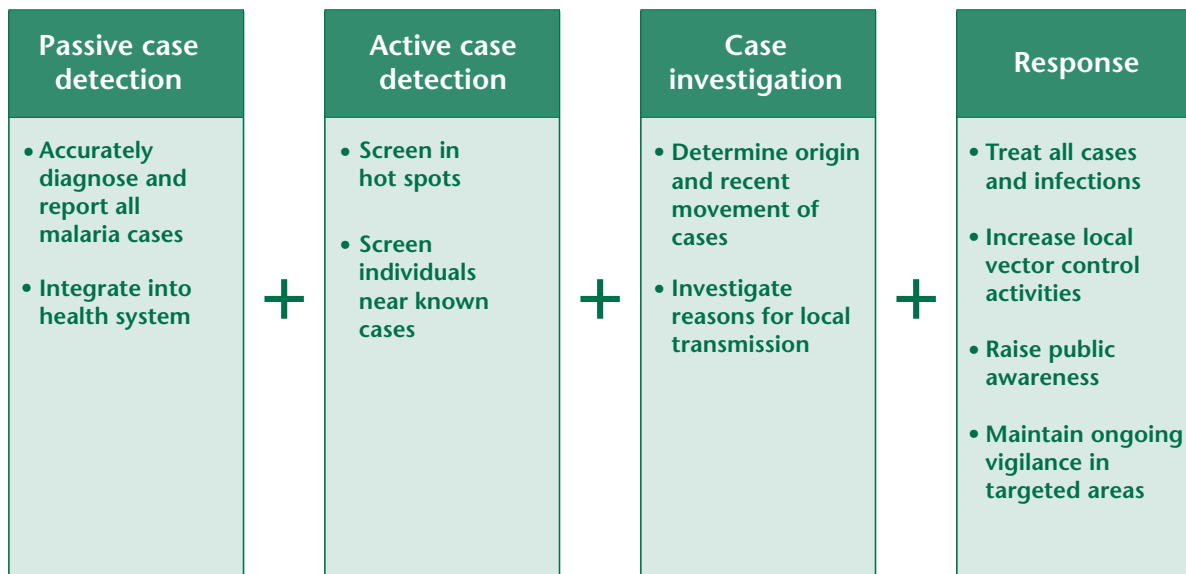 Passive case
detection
• Accurately
diagnose and
report all
malaria cases
• Integrate into
health system
+
Active case
detection
• Screen in
hot spots
• Screen
individuals
near known
cases
+
Case
investigation
• Determine origin
and recent
movement of
cases
• Investigate
reasons for local
transmission
+
Response
• Treat all cases
and infections
• Increase local
vector control
activities
• Raise public
awareness
• Maintain ongoing
vigilance in
targeted areas